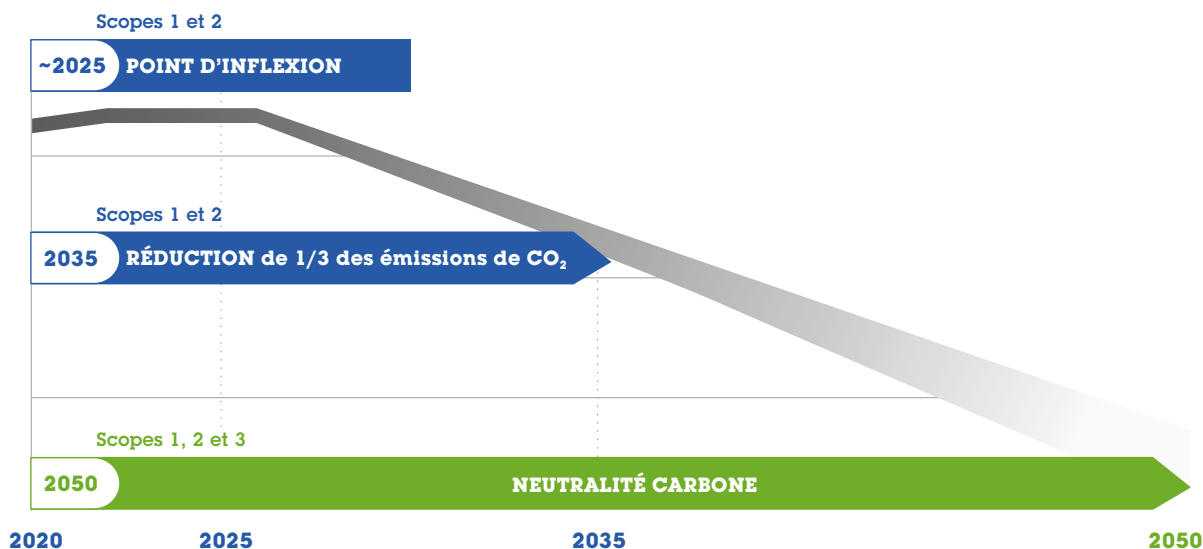 Scopes 1 et 2
~2025 POINT D'INFLEXION
Scopes 1 et 2
2035 RÉDUCTION de 1/3 des émissions de CO₂
Scopes 1, 2 et 3
2050 NEUTRALITÉ CARBONE
2020 2025 2035 2050